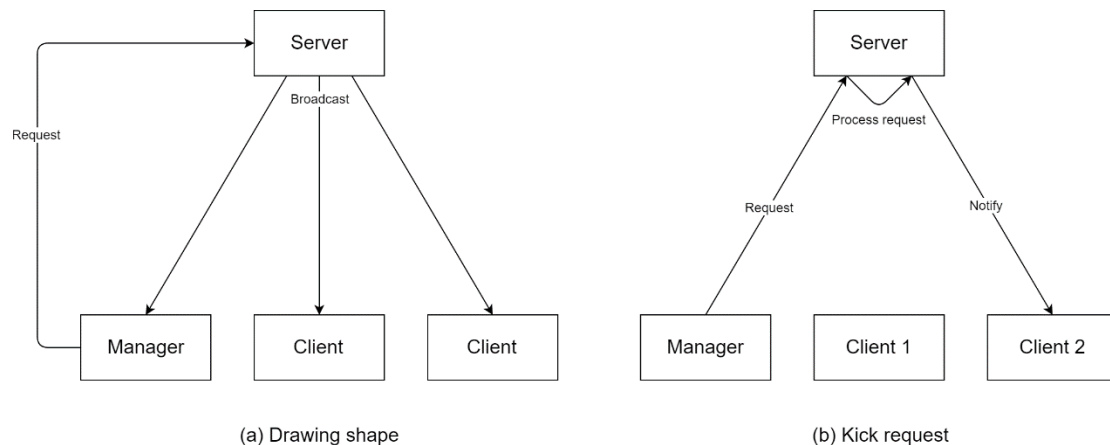 Server
Broadcast
Request
Manager
Client
Client
(a) Drawing shape
Server
Process request
Request
Notify
Manager
Client 1
Client 2
(b) Kick request